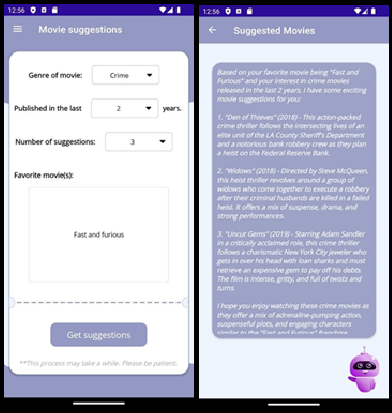 12:56
Movie suggestions
Genre of movie: Crime
Published in the last 2 years.
Number of suggestions: 3
Favorite movie(s):
Fast and furious
Get suggestions
**This process may take a while. Please be patient.
12:56
Suggested Movies
Based on your favorite movie being "Fast and
Furious" and your interest in crime movies
released in the last 2 years, I have some exciting
movie suggestions for you:
1. "Den of Thieves" (2018) - This action-packed
crime thriller follows the intersecting lives of an
elite unit of the LA County Sheriff's Department
and a notorious bank robbery crew as they plan
a heist on the Federal Reserve Bank.
2. "Widows" (2018) - Directed by Steve McQueen,
this heist thriller revolves around a group of
widows who come together to execute a robbery
after their criminal husbands are killed in a failed
heist. It offers a mix of suspense, drama, and
strong performances.
3. "Uncut Gems" (2019) - Starring Adam Sandler
in a critically acclaimed role, this crime thriller
follows a charismatic New York City jeweler who
gets in over his head with loan sharks and must
retrieve an expensive gem to pay off his debts.
The film is intense, gritty, and full of twists and
turns.
I hope you enjoy watching these crime movies as
they offer a mix of adrenaline-pumping action,
suspenseful plots, and engaging characters
similar to the "Fast and Furious" franchise.